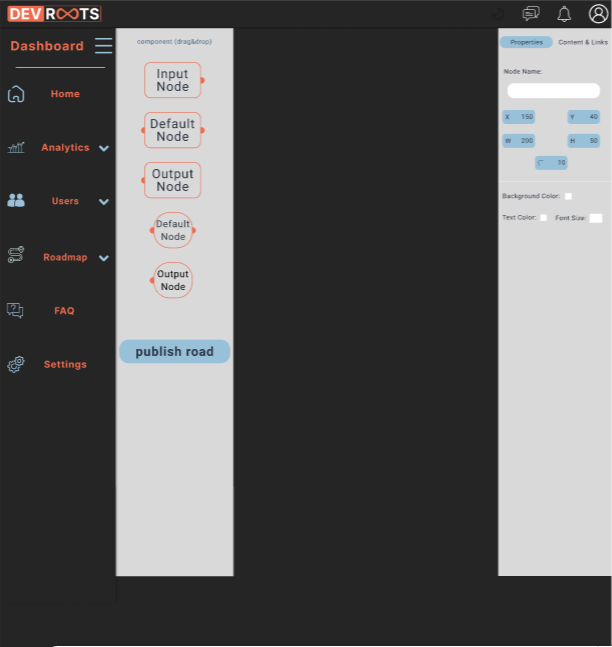 DEV ROOTS
Dashboard
Home
Analytics
Users
Roadmap
FAQ
Settings
component (drag&drop)
Input
Node
Default
Node
Output
Node
Default
Node
Output
Node
publish road
Properties
Content & Links
Node Name:
X 150
Y 40
W 200
H 50
10
Background Color:
Text Color:
Font Size: